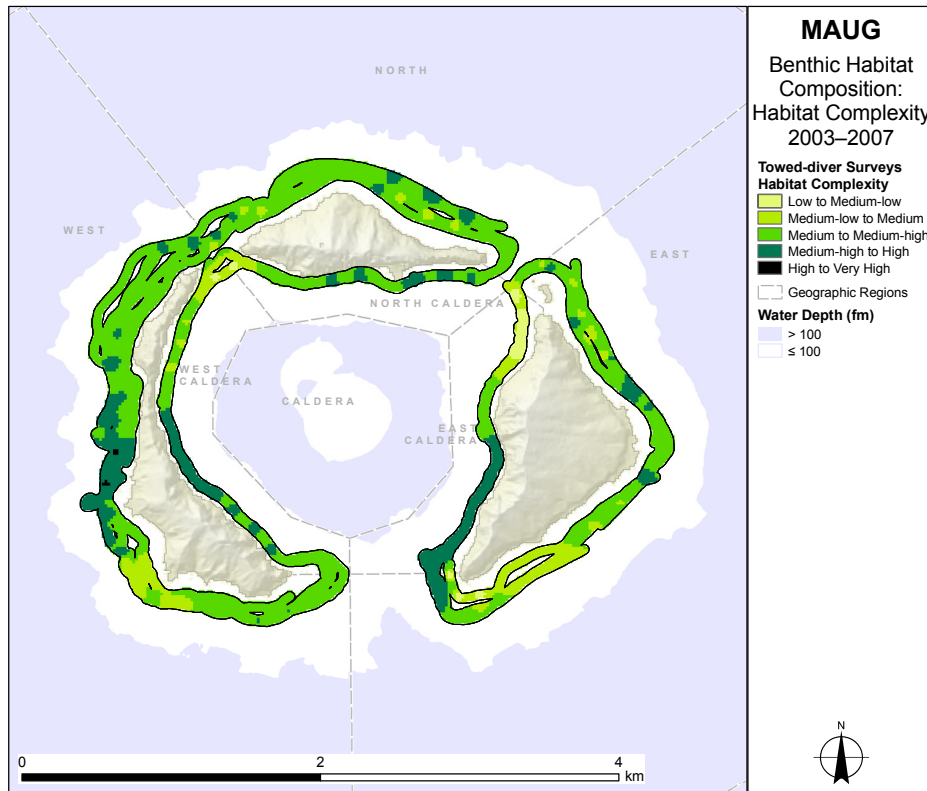 MAUG
Benthic Habitat
Composition:
Habitat Complexity
2003–2007
Towed-diver Surveys
Habitat Complexity
Low to Medium-low
Medium-low to Medium
Medium to Medium-high
Medium-high to High
High to Very High
Geographic Regions
Water Depth (fm)
> 100
≤ 100
N
NORTH
WEST
EAST
NORTH CALDERA
WEST
CALDERA
CALDERA
EAST
CALDERA
0
2
4
km